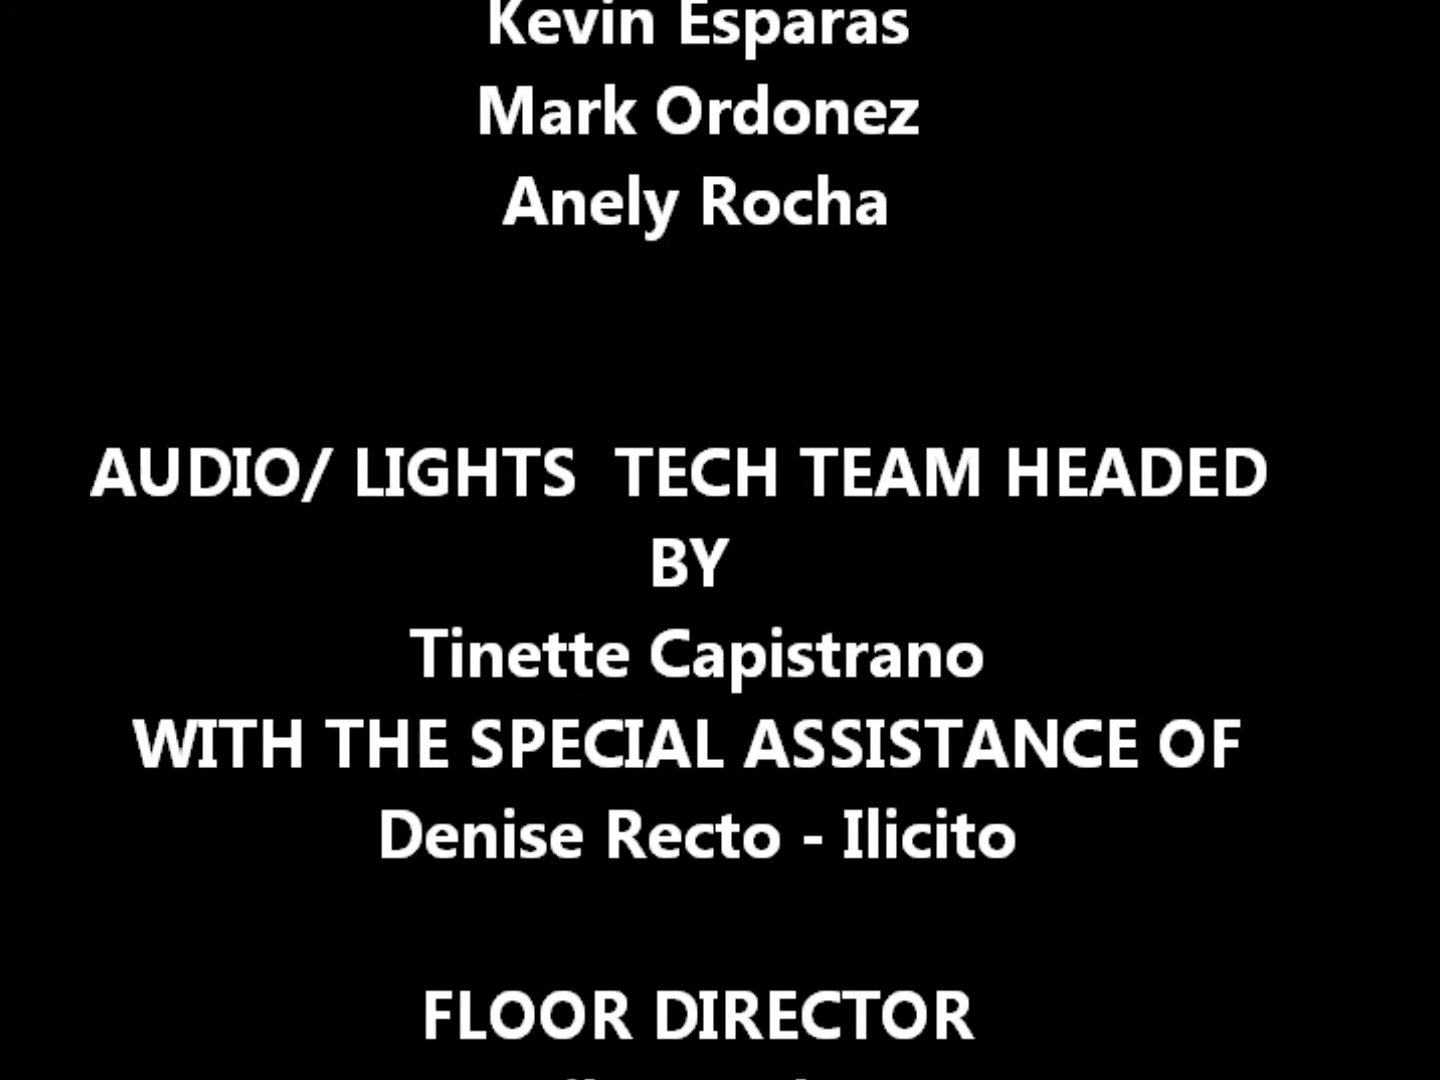 Kevin Esparas
Mark Ordonez
Anely Rocha
AUDIO/ LIGHTS  TECH TEAM HEADED
BY
Tinette Capistrano
WITH THE SPECIAL ASSISTANCE OF
Denise Recto - Ilicito
FLOOR DIRECTOR